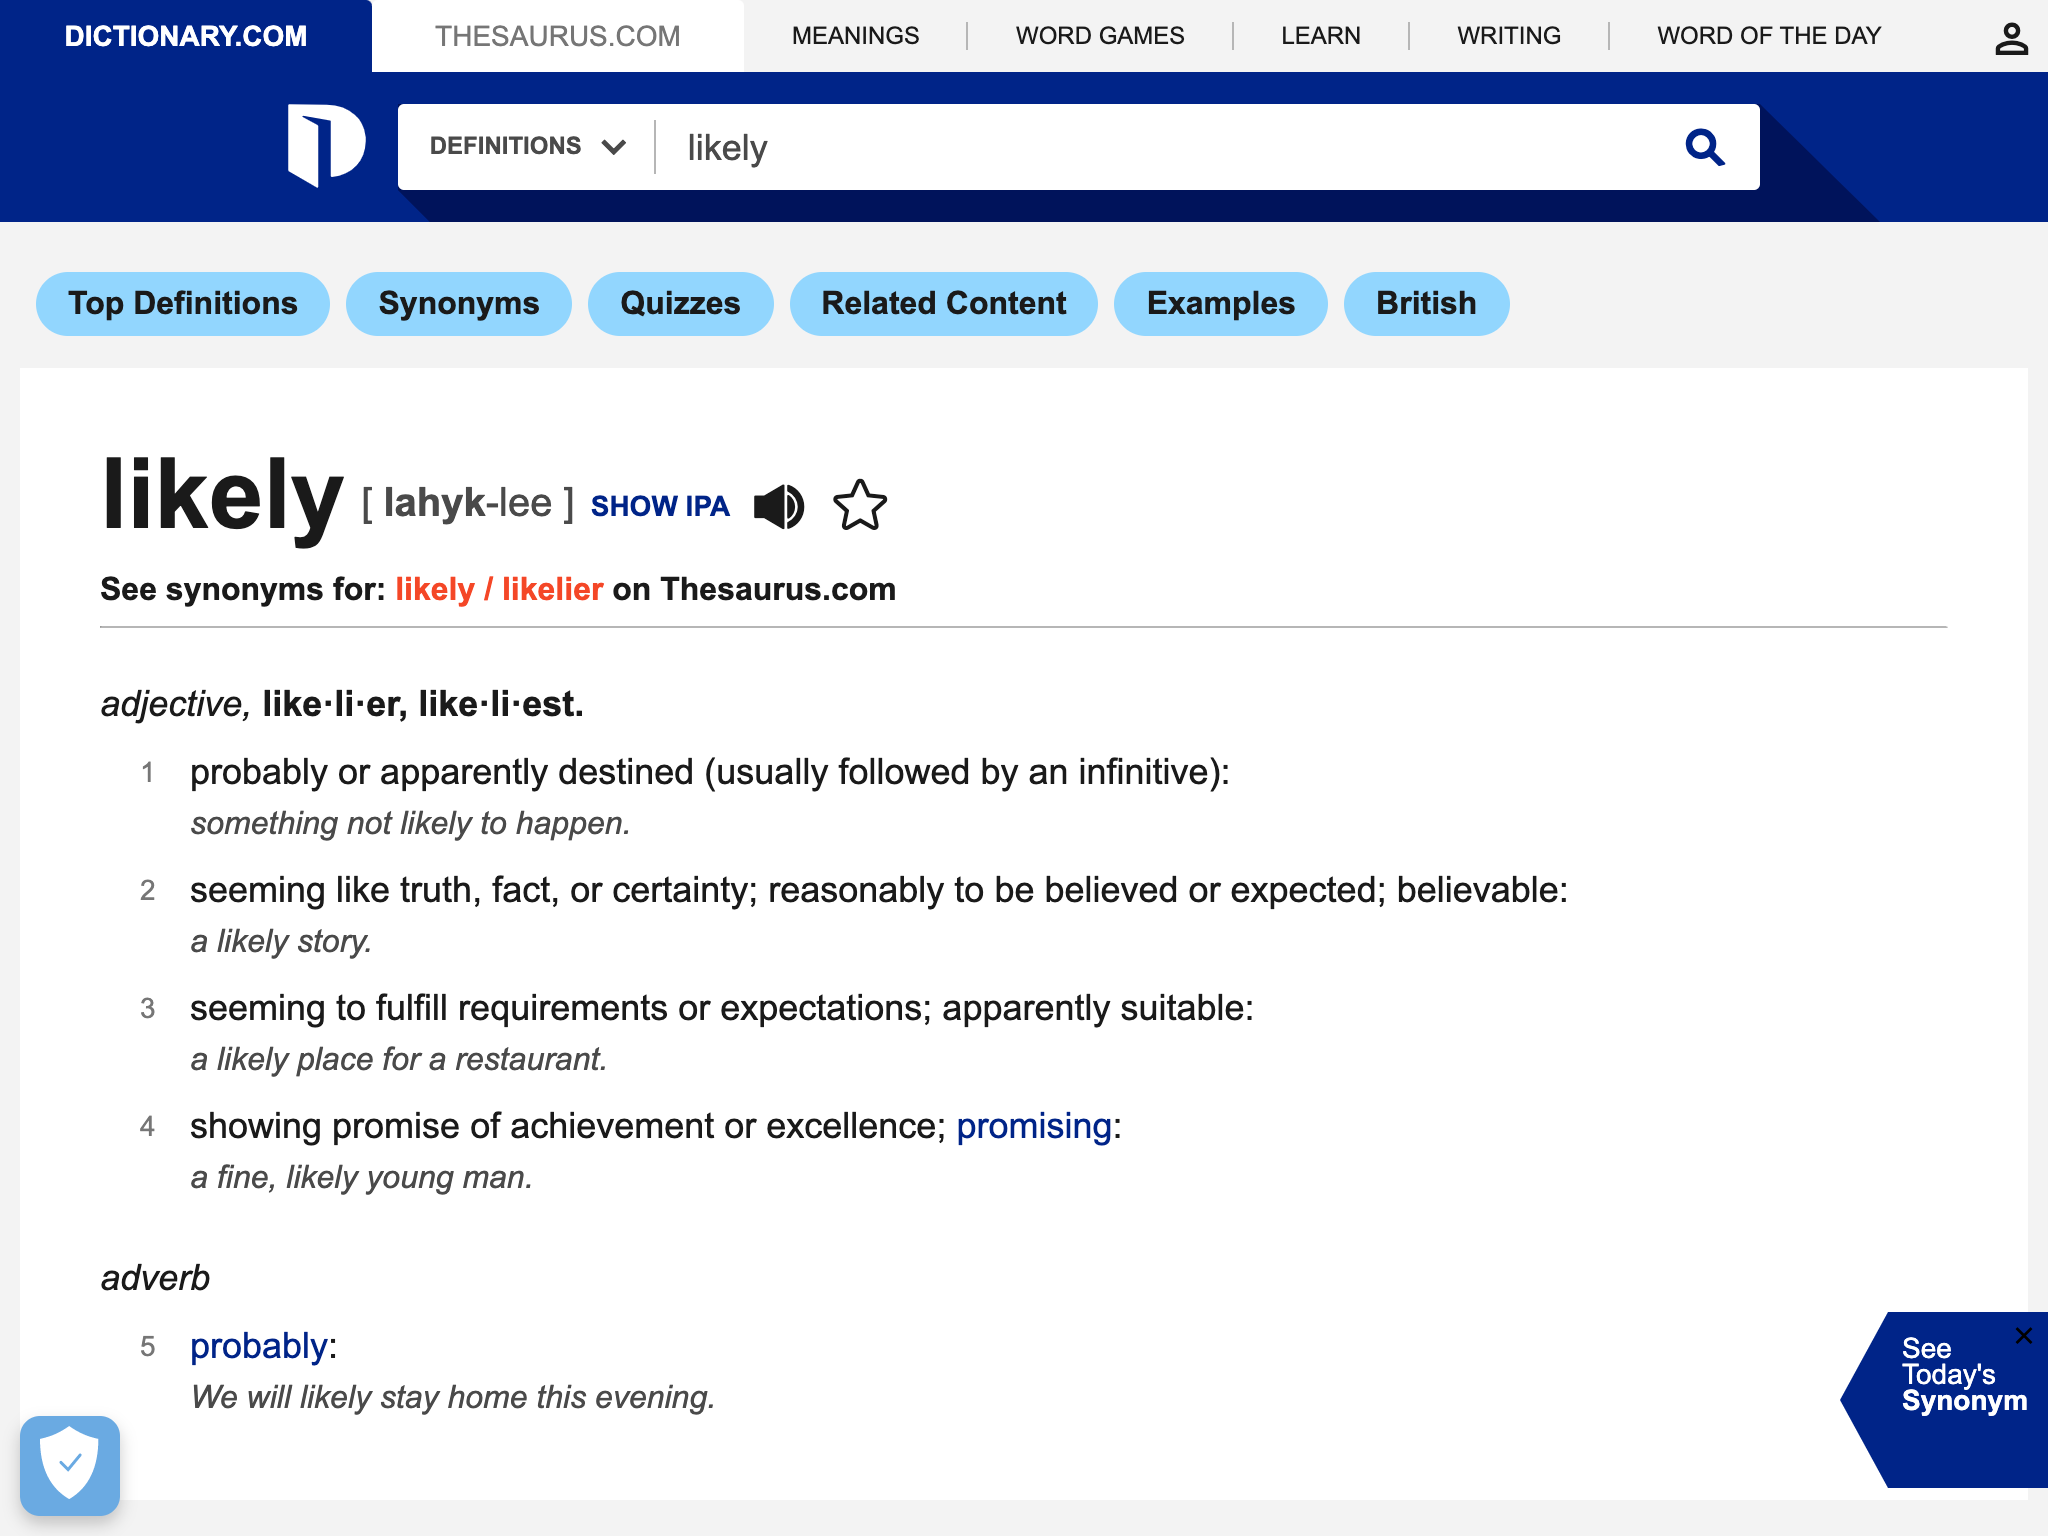 DICTIONARY.COM
THESAURUS.COM
MEANINGS
WORD GAMES
LEARN
WRITING
WORD OF THE DAY
DEFINITIONS
likely
Top Definitions
Synonyms
Quizzes
Related Content
Examples
British
likely [ lahyk-lee ] SHOW IPA
See synonyms for: likely / likelier on Thesaurus.com
adjective, like·li·er, like·li·est.
1 probably or apparently destined (usually followed by an infinitive):
something not likely to happen.
2 seeming like truth, fact, or certainty; reasonably to be believed or expected; believable:
a likely story.
3 seeming to fulfill requirements or expectations; apparently suitable:
a likely place for a restaurant.
4 showing promise of achievement or excellence; promising:
a fine, likely young man.
adverb
5 probably:
We will likely stay home this evening.
See
Today's
Synonym